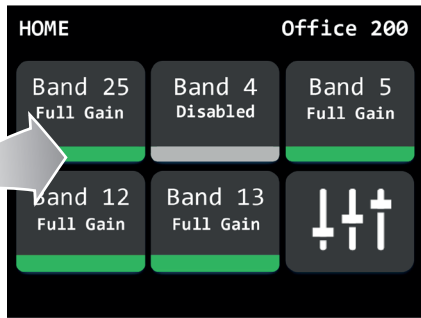 HOME Office 200
Band 25 Band 4 Band 5
Full Gain Disabled Full Gain
Band 12 Band 13
Full Gain Full Gain